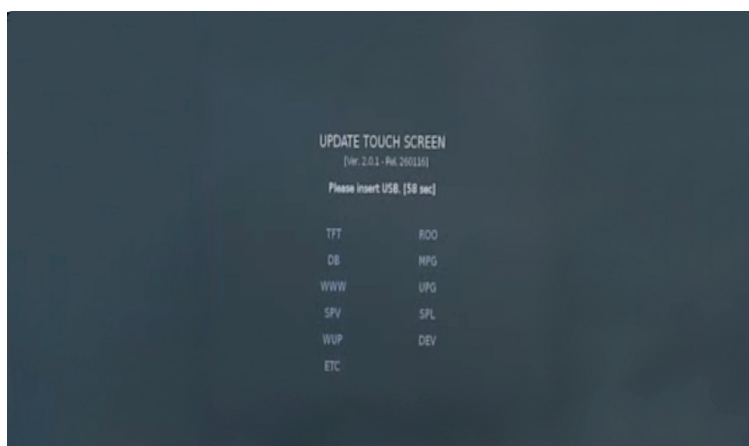 UPDATE TOUCH SCREEN
[Ver. 2.0.1 - Rel. 260116]
Please insert USB. [58 sec]
TFT ROO
DB MPG
WWW UPG
SPV SPL
WUP DEV
ETC